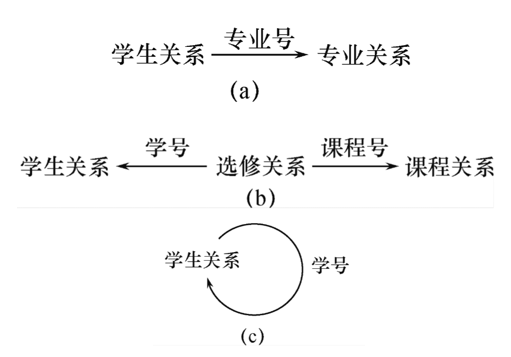 专业号
学生关系 专业关系
(a)
学号 课程号
学生关系 选修关系 课程关系
(b)
学生关系 学号
(c)